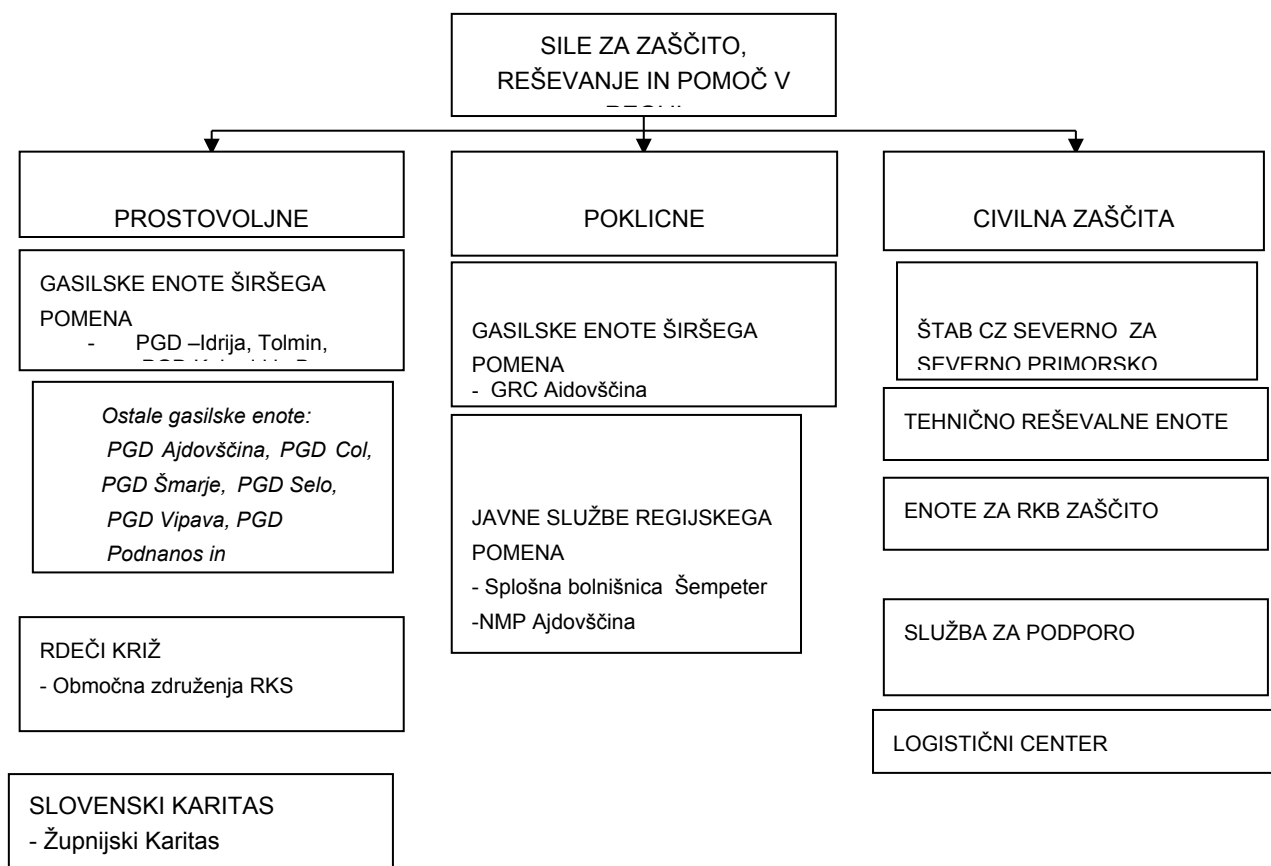 SILE ZA ZAŠČITO,
REŠEVANJE IN POMOČ V
PROSTOVOLJNE
GASILSKE ENOTE ŠIRŠEGA
POMENA
- PGD –Idrija, Tolmin,
Ostale gasilske enote:
PGD Ajdovščina, PGD Col,
PGD Šmarje, PGD Selo,
PGD Vipava, PGD
Podnanos in
RDEČI KRIŽ
- Območna združenja RKS
SLOVENSKI KARITAS
- Župnijski Karitas
POKLICNE
GASILSKE ENOTE ŠIRŠEGA
POMENA
- GRC Ajdovščina
JAVNE SLUŽBE REGIJSKEGA
POMENA
- Splošna bolnišnica Šempeter
-NMP Ajdovščina
CIVILNA ZAŠČITA
ŠTAB CZ SEVERNO ZA
SEVERNO PRIMORSKO
TEHNIČNO REŠEVALNE ENOTE
ENOTE ZA RKB ZAŠČITO
SLUŽBA ZA PODPORO
LOGISTIČNI CENTER